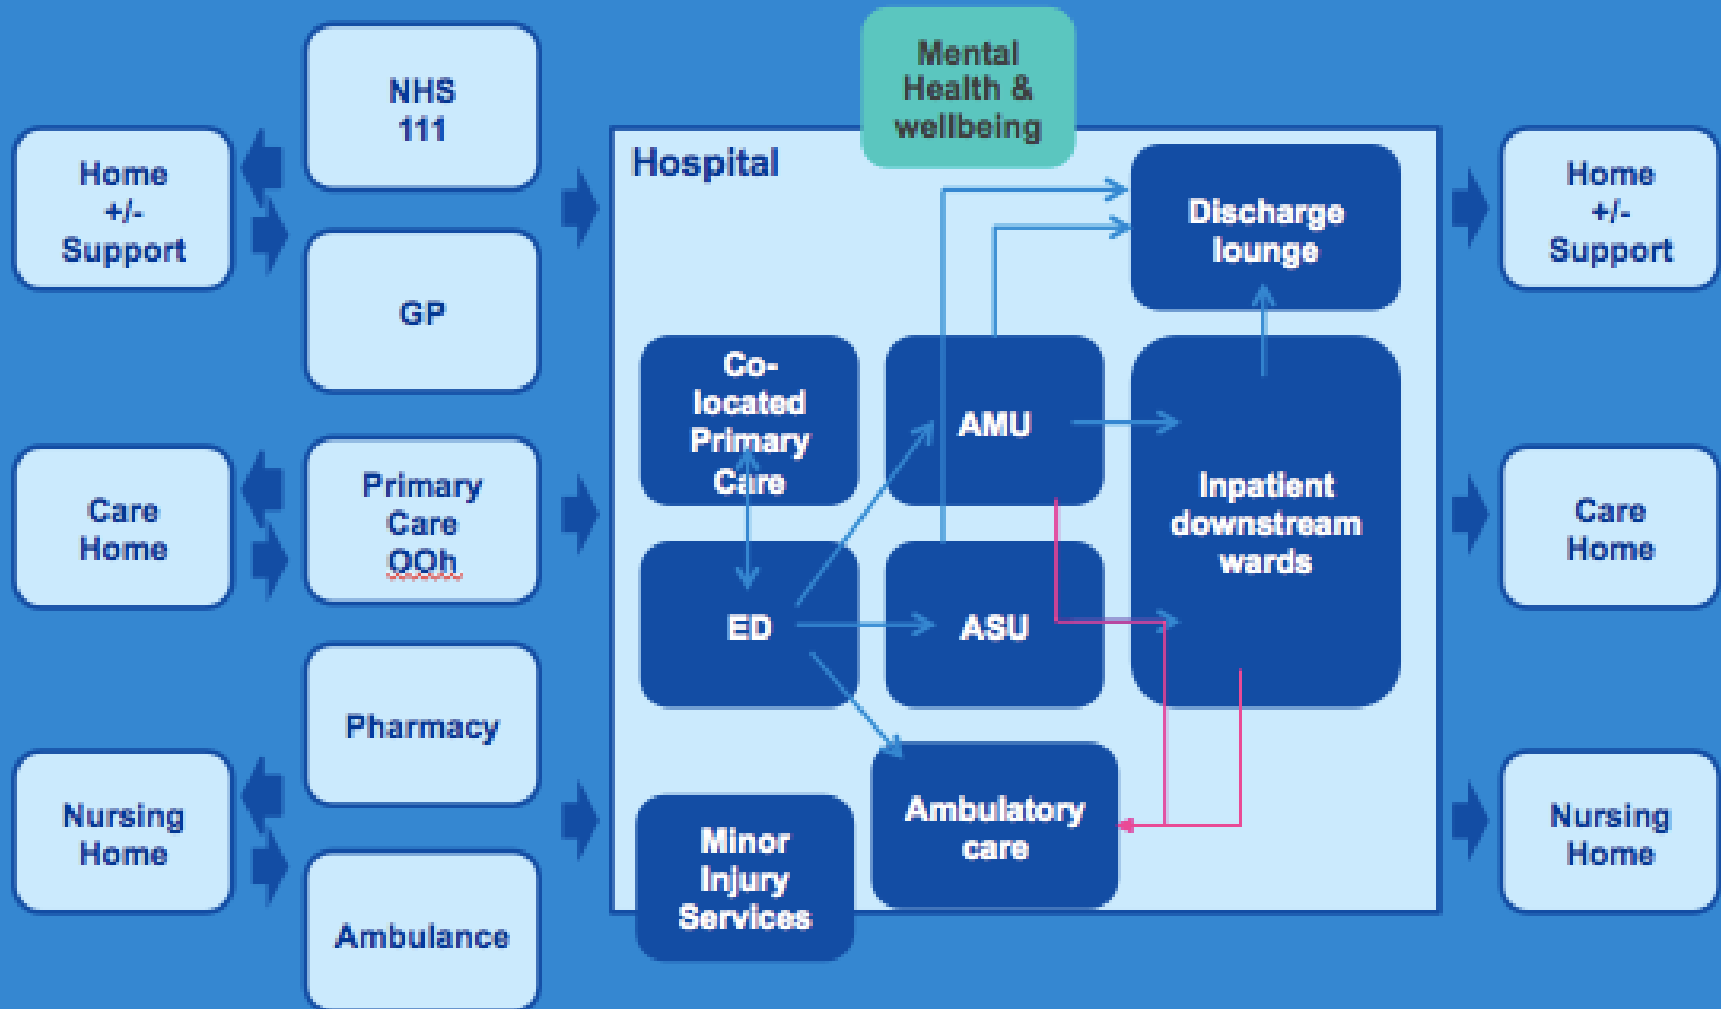 Home
+/-
Support
Care
Home
Nursing
Home
NHS
111
GP
Primary
Care
OOh
Pharmacy
Ambulance
Mental
Health &
wellbeing
Hospital
Co-
located
Primary
Care
ED
Minor
Injury
Services
AMU
ASU
Ambulatory
care
Discharge
lounge
Inpatient
downstream
wards
Home
+/-
Support
Care
Home
Nursing
Home